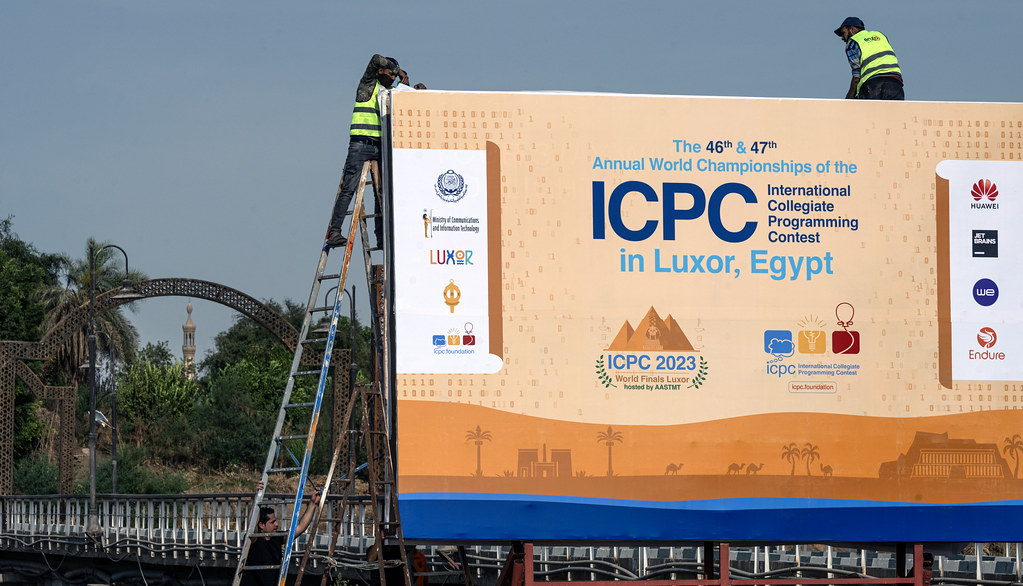 The 46th & 47th
Annual World Championships of the
ICPC
International
Collegiate
Programming
Contest
in Luxor, Egypt
Ministry of Communications
and Information Technology
LUXOR
icpc.foundation
ICPC 2023
World Finals Luxor
hosted by AASTMT
icpc
International Collegiate
Programming Contest
icpc.foundation
HUAWEI
JET
BRAINS
we
Endure